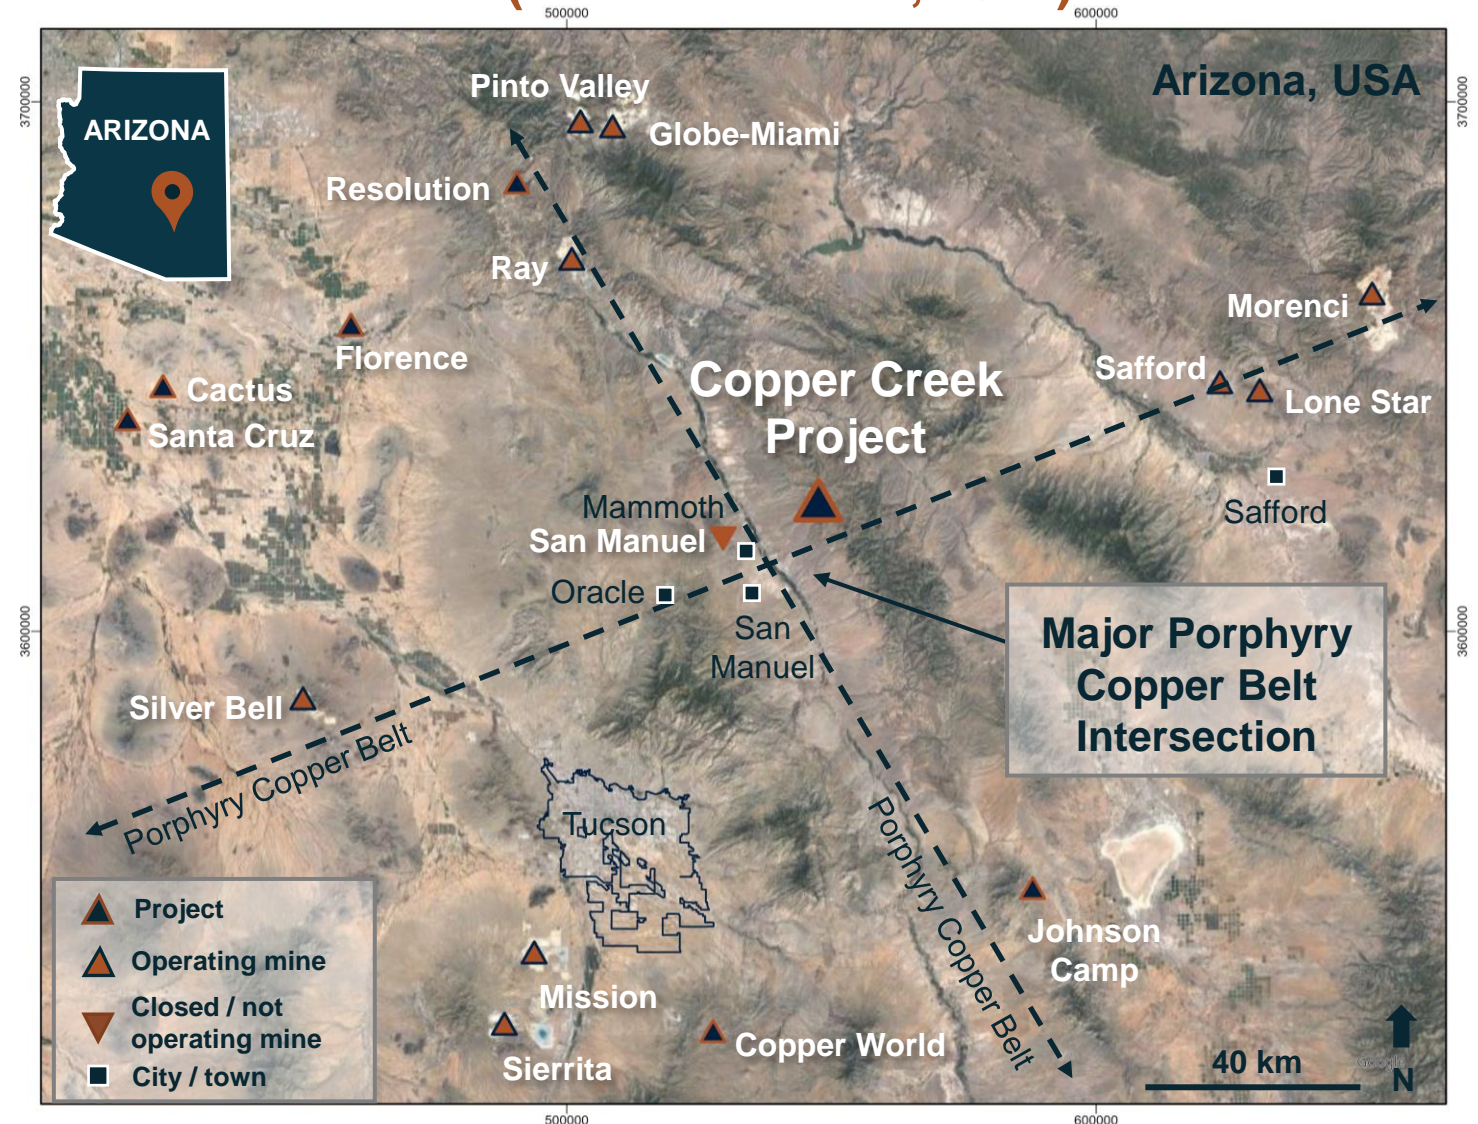 500000
600000
3700000
3700000
Arizona, USA
ARIZONA
Pinto Valley
Globe-Miami
Resolution
Ray
Morenci
Florence
Safford
Cactus
Lone Star
Santa Cruz
Copper Creek
Project
Mammoth
San Manuel
Safford
Oracle
San
Manuel
3600000
3600000
Major Porphyry
Copper Belt
Intersection
Silver Bell
Porphyry Copper Belt
Tucson
Porphyry Copper Belt
Johnson
Camp
Mission
Sierrita
Copper World
Project
Operating mine
Closed / not
operating mine
City / town
40 km
Google
N
500000
600000